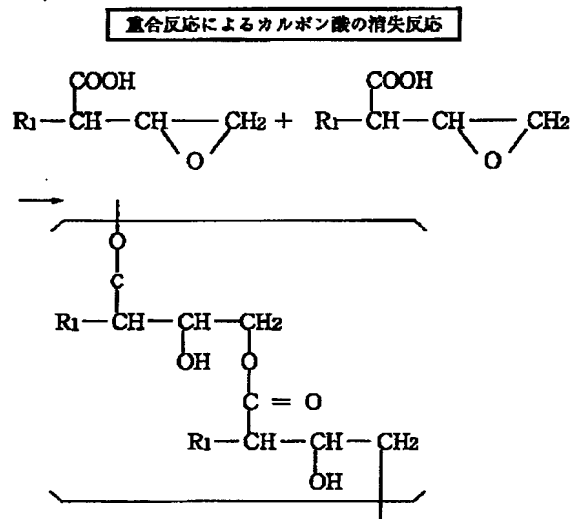 重合反応によるカルボン酸の消失反応
COOH COOH
R1-CH-CH-CH2 + R1-CH-CH-CH2
O O
O
C
R1-CH-CH-CH2
OH O
C = O
R1-CH-CH-CH2
OH